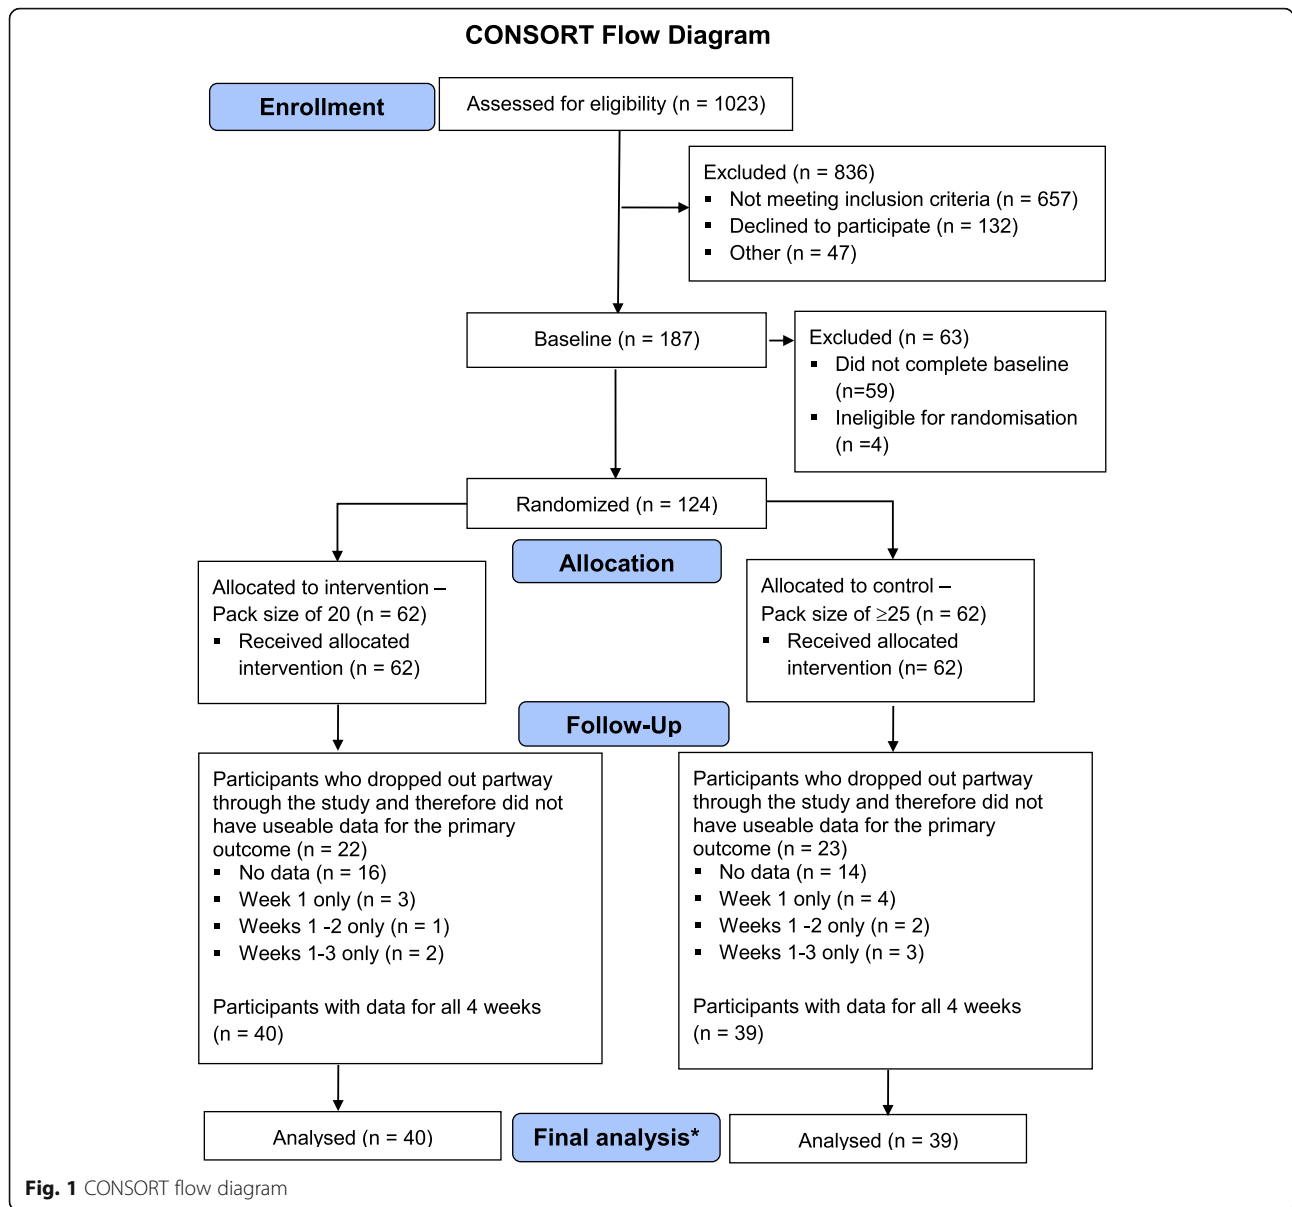 CONSORT Flow Diagram
Enrollment
Assessed for eligibility (n = 1023)
Excluded (n = 836)
▪ Not meeting inclusion criteria (n = 657)
▪ Declined to participate (n = 132)
▪ Other (n = 47)
Baseline (n = 187)
Excluded (n = 63)
▪ Did not complete baseline
(n=59)
▪ Ineligible for randomisation
(n =4)
Randomized (n = 124)
Allocation
Allocated to intervention –
Pack size of 20 (n = 62)
▪ Received allocated
intervention (n = 62)
Allocated to control –
Pack size of ≥25 (n = 62)
▪ Received allocated
intervention (n= 62)
Follow-Up
Participants who dropped out partway
through the study and therefore did not
have useable data for the primary
outcome (n = 22)
▪ No data (n = 16)
▪ Week 1 only (n = 3)
▪ Weeks 1 -2 only (n = 1)
▪ Weeks 1-3 only (n = 2)
Participants with data for all 4 weeks
(n = 40)
Participants who dropped out partway
through the study and therefore did not
have useable data for the primary
outcome (n = 23)
▪ No data (n = 14)
▪ Week 1 only (n = 4)
▪ Weeks 1 -2 only (n = 2)
▪ Weeks 1-3 only (n = 3)
Participants with data for all 4 weeks
(n = 39)
Analysed (n = 40)
Final analysis*
Analysed (n = 39)
Fig. 1 CONSORT flow diagram